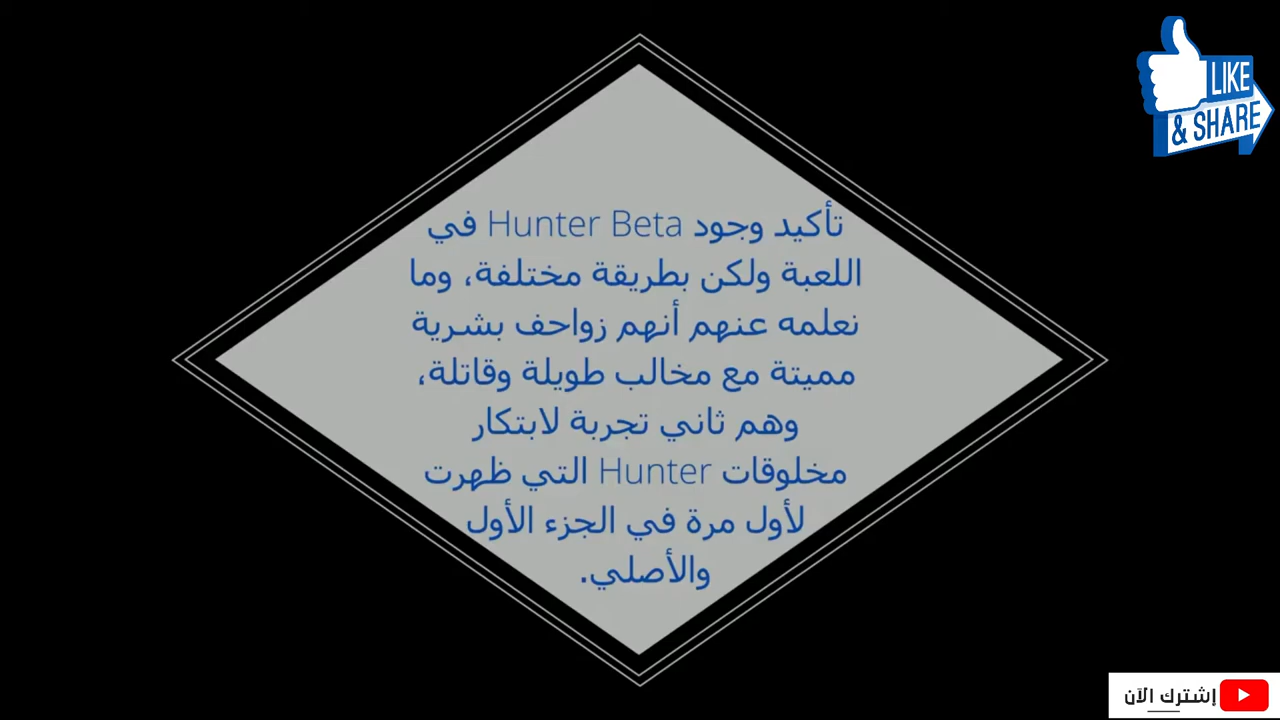 LIKE
& SHARE
تأكيد وجود Hunter Beta في
اللعبة ولكن بطريقة مختلفة، وما
نعلمه عنهم أنهم زواحف بشرية
مميتة مع مخالب طويلة وقاتلة،
وهم ثاني تجربة لابتكار
مخلوقات Hunter التي ظهرت
لأول مرة في الجزء الأول
والأصلي.
إشترك الآن